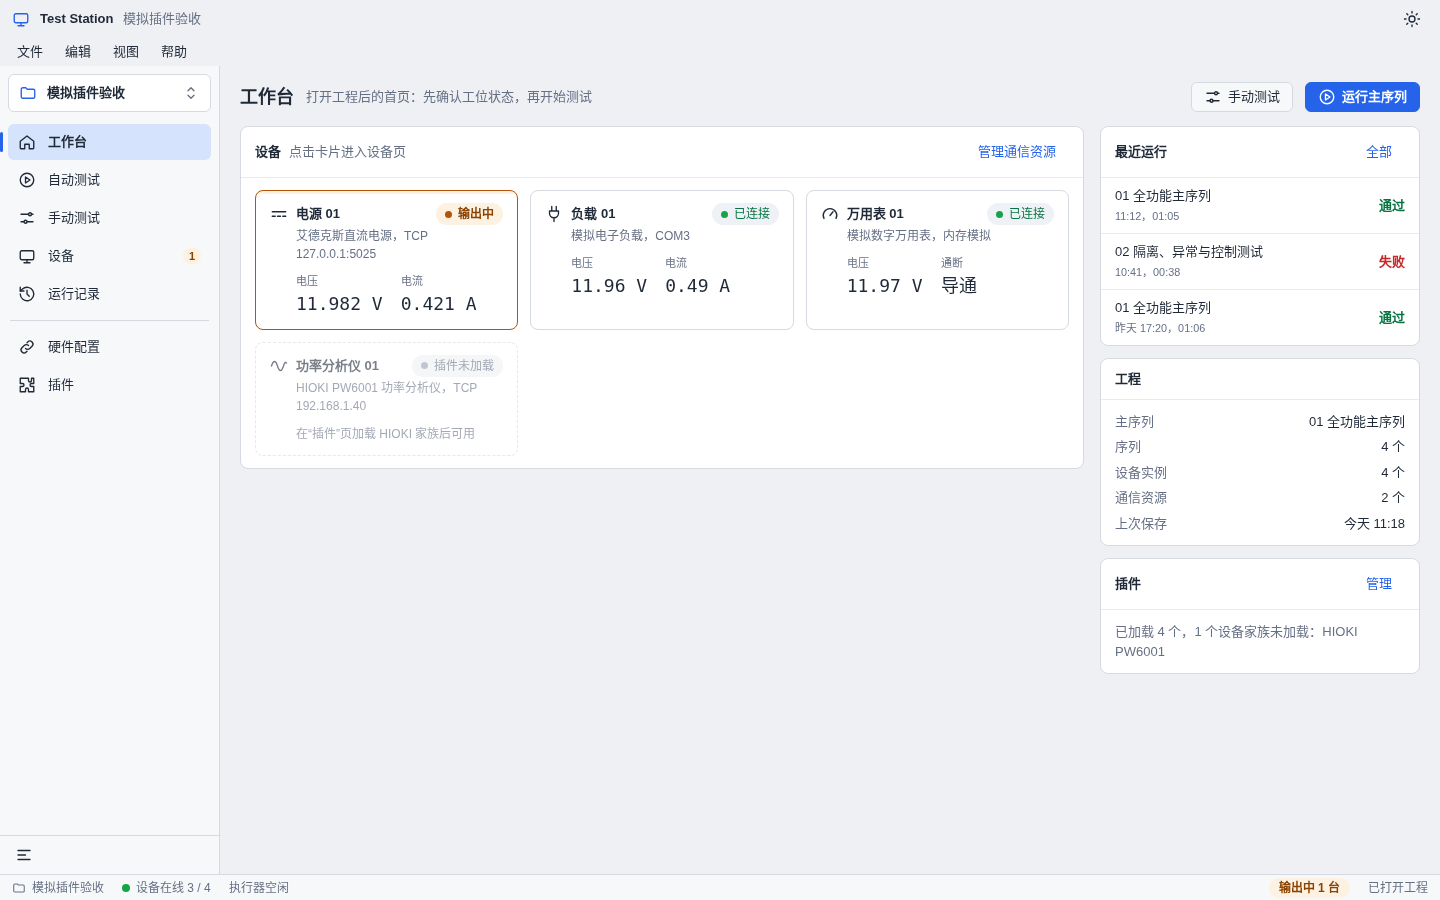 Test Station 模拟插件验收
文件 编辑 视图 帮助
模拟插件验收
工作台
自动测试
手动测试
设备 1
运行记录
硬件配置
插件
工作台 打开工程后的首页：先确认工位状态，再开始测试
手动测试 运行主序列
设备 点击卡片进入设备页 管理通信资源
电源 01 输出中
艾德克斯直流电源，TCP
127.0.0.1:5025
电压 电流
11.982 V 0.421 A
负载 01 已连接
模拟电子负载，COM3
电压 电流
11.96 V 0.49 A
万用表 01 已连接
模拟数字万用表，内存模拟
电压 通断
11.97 V 导通
功率分析仪 01 插件未加载
HIOKI PW6001 功率分析仪，TCP
192.168.1.40
在“插件”页加载 HIOKI 家族后可用
最近运行 全部
01 全功能主序列
11:12，01:05
通过
02 隔离、异常与控制测试
10:41，00:38
失败
01 全功能主序列
昨天 17:20，01:06
通过
工程
主序列 01 全功能主序列
序列 4 个
设备实例 4 个
通信资源 2 个
上次保存 今天 11:18
插件 管理
已加载 4 个，1 个设备家族未加载：HIOKI
PW6001
模拟插件验收 设备在线 3 / 4 执行器空闲 输出中 1 台 已打开工程